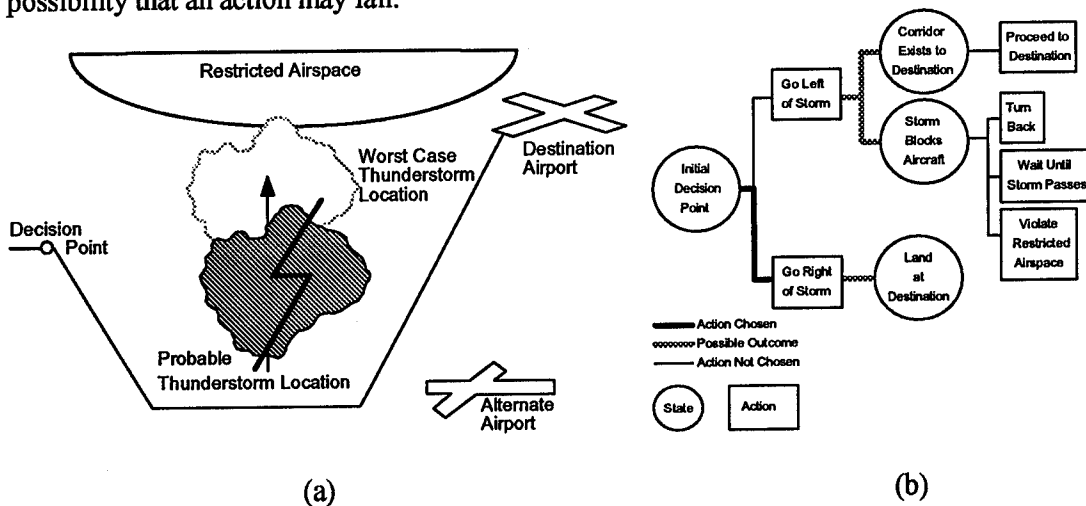 possibility that an action may fail.
Restricted Airspace
Worst Case
Thunderstorm
Location
Destination
Airport
Decision
Point
Probable
Thunderstorm Location
Alternate
Airport
(a)
Initial
Decision
Point
Go Left
of Storm
Corridor
Exists to
Destination
Proceed to
Destination
Storm
Blocks
Aircraft
Turn
Back
Wait Until
Storm Passes
Violate
Restricted
Airspace
Go Right
of Storm
Land
at
Destination
Action Chosen
Possible Outcome
Action Not Chosen
State
Action
(b)